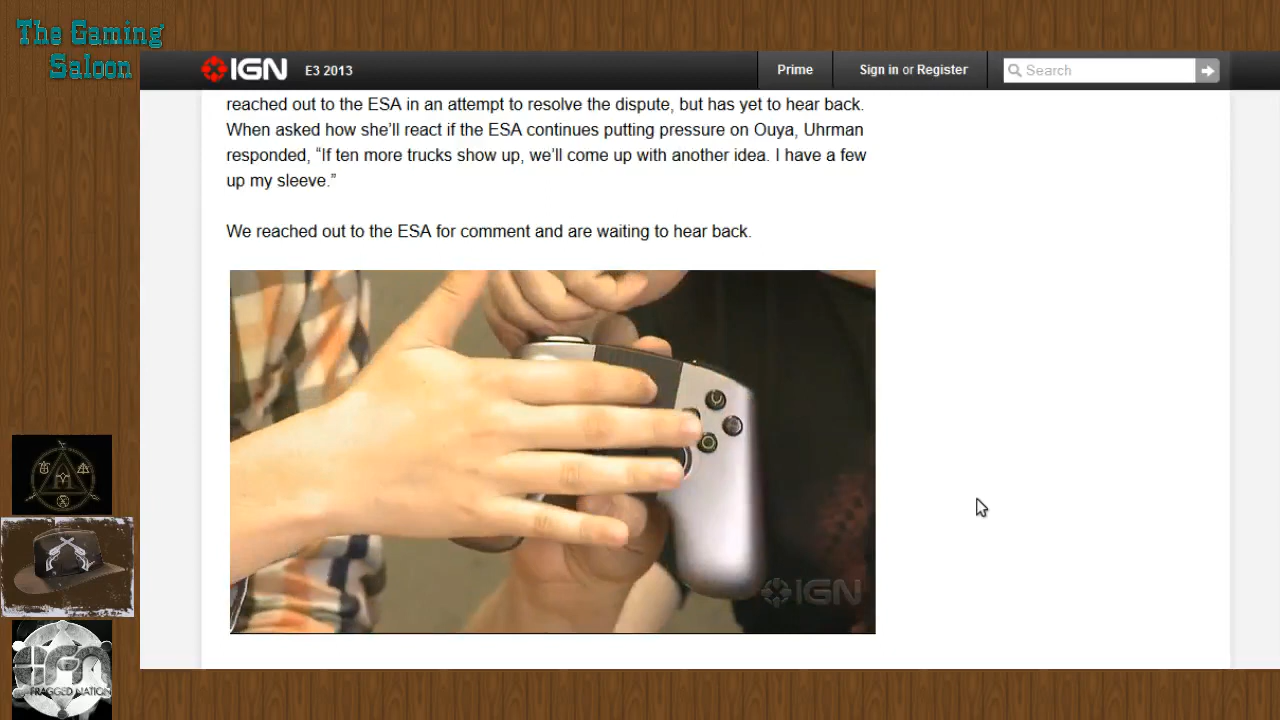 The Gaming
Saloon
IGN
E3 2013
Prime
Sign in or Register
Search
reached out to the ESA in an attempt to resolve the dispute, but has yet to hear back.
When asked how she’ll react if the ESA continues putting pressure on Ouya, Uhrman
responded, “If ten more trucks show up, we’ll come up with another idea. I have a few
up my sleeve.”
We reached out to the ESA for comment and are waiting to hear back.
IGN
FRAGGED NATION